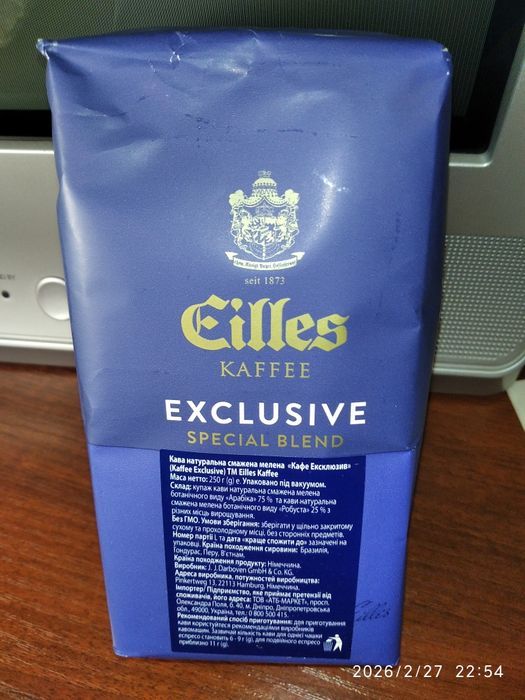 seit 1873
Eilles
KAFFEE
EXCLUSIVE
SPECIAL BLEND
Кава натуральна смажена мелена «Кафе Ексклюзив»
(Kaffee Exclusive) ТМ Eilles Kaffee
Маса нетто: 250 г (g) e. Упаковано під вакуумом.
Склад: купаж кави натуральна смажена мелена
ботанічного виду «Арабіка» 75 % та кави натуральна
смажена мелена ботанічного виду «Робуста» 25 % з
різних місць вирощування.
Без ГМО. Умови зберігання: зберігати у щільно закритому
сухому та прохолодному місці, без сторонніх предметів.
Номер партії L та дата «краще спожити до» зазначені на
упаковці. Країна походження сировини: Бразилія,
Гондурас, Перу, В'єтнам.
Країна походження продукту: Німеччина.
Виробник: J. J.Darboven GmbH & Co. KG.
Адреса виробника, потужностей виробництва:
Pinkertweg 13, 22113 Hamburg, Німеччина.
Імпортер/ Підприємство, яке приймає претензії від
споживачів, його адреса: ТОВ «АТБ-МАРКЕТ», просп.
Олександра Поля, б. 40, м. Дніпро, Дніпропетровська
обл., 49000, Україна, тел.: 0 800 500 415.
Рекомендований спосіб приготування: для приготування
кави користуйтеся рекомендаціями виробників
кавомашин. Зазвичай кількість кави для однієї чашки
еспресо становить 6 - 9 г (g), для подвійного еспресо
приблизно 11 г (g).
Eilles
2026/2/27 22:54